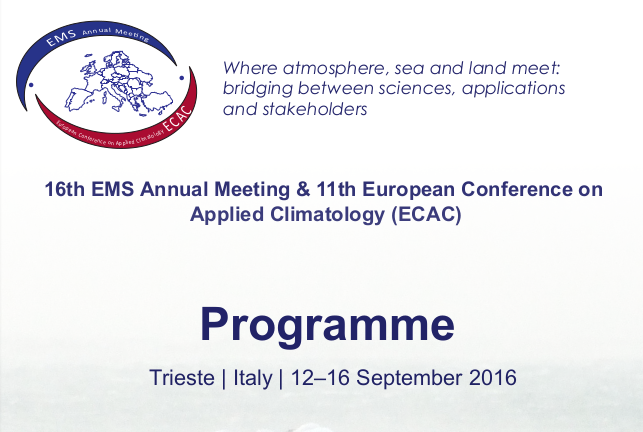 EMS Annual Meeting
European Conference on Applied Climatology ECAC
Where atmosphere, sea and land meet:
bridging between sciences, applications
and stakeholders
16th EMS Annual Meeting & 11th European Conference on
Applied Climatology (ECAC)
Programme
Trieste | Italy | 12–16 September 2016